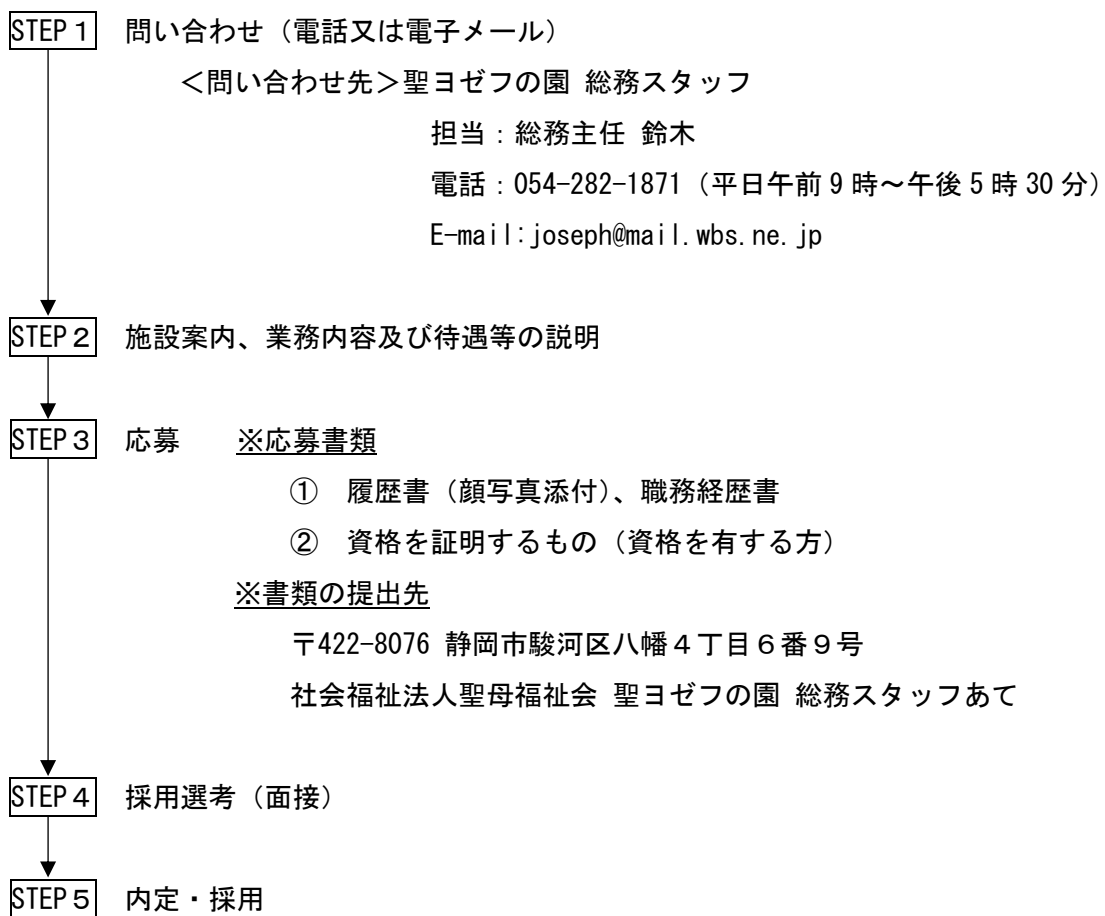 STEP１ 問い合わせ（電話又は電子メール）
＜問い合わせ先＞聖ヨゼフの園 総務スタッフ
担当：総務主任 鈴木
電話：054-282-1871（平日午前９時～午後５時30分）
E-mail:joseph@mail.wbs.ne.jp
STEP２ 施設案内、業務内容及び待遇等の説明
STEP３ 応募 ※応募書類
① 履歴書（顔写真添付）、職務経歴書
② 資格を証明するもの（資格を有する方）
※書類の提出先
〒422-8076 静岡市駿河区八幡４丁目６番９号
社会福祉法人聖母福祉会 聖ヨゼフの園 総務スタッフあて
STEP４ 採用選考（面接）
STEP５ 内定・採用